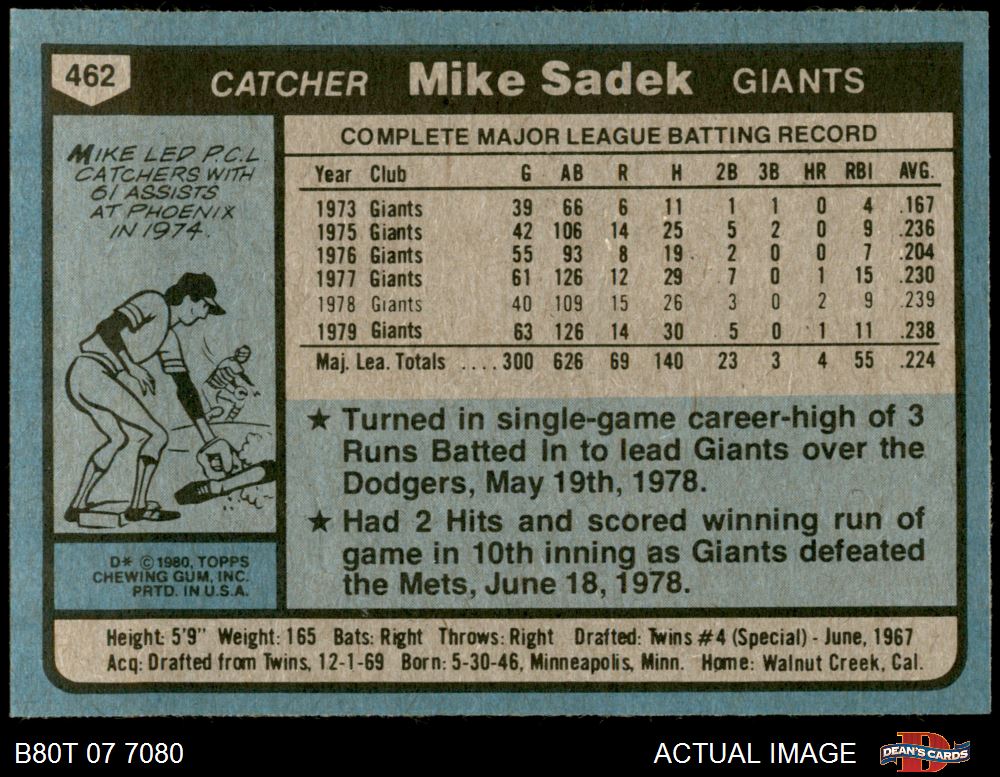 462
CATCHER Mike Sadek GIANTS
MIKE LED P.C.L
CATCHERS WITH
61 ASSISTS
AT PHOENIX
IN 1974.
COMPLETE MAJOR LEAGUE BATTING RECORD
Year Club G AB R H 2B 3B HR RBI AVG.
1973 Giants 39 66 6 11 1 1 0 4 .167
1975 Giants 42 106 14 25 5 2 0 9 .236
1976 Giants 55 93 8 19 2 0 0 7 .204
1977 Giants 61 126 12 29 7 0 1 15 .230
1978 Giants 40 109 15 26 3 0 2 9 .239
1979 Giants 63 126 14 30 5 0 1 11 .238
Maj. Lea. Totals ....300 626 69 140 23 3 4 55 .224
★ Turned in single-game career-high of 3
Runs Batted In to lead Giants over the
Dodgers, May 19th, 1978.
★ Had 2 Hits and scored winning run of
game in 10th inning as Giants defeated
the Mets, June 18, 1978.
D* © 1980, TOPPS
CHEWING GUM, INC.
PRTD. IN U.S.A.
Height: 5'9" Weight: 165 Bats: Right Throws: Right Drafted: Twins #4 (Special) - June, 1967
Acq: Drafted from Twins, 12-1-69 Born: 5-30-46, Minneapolis, Minn. Home: Walnut Creek, Cal.
B80T 07 7080
ACTUAL IMAGE
DEAN'S CARDS